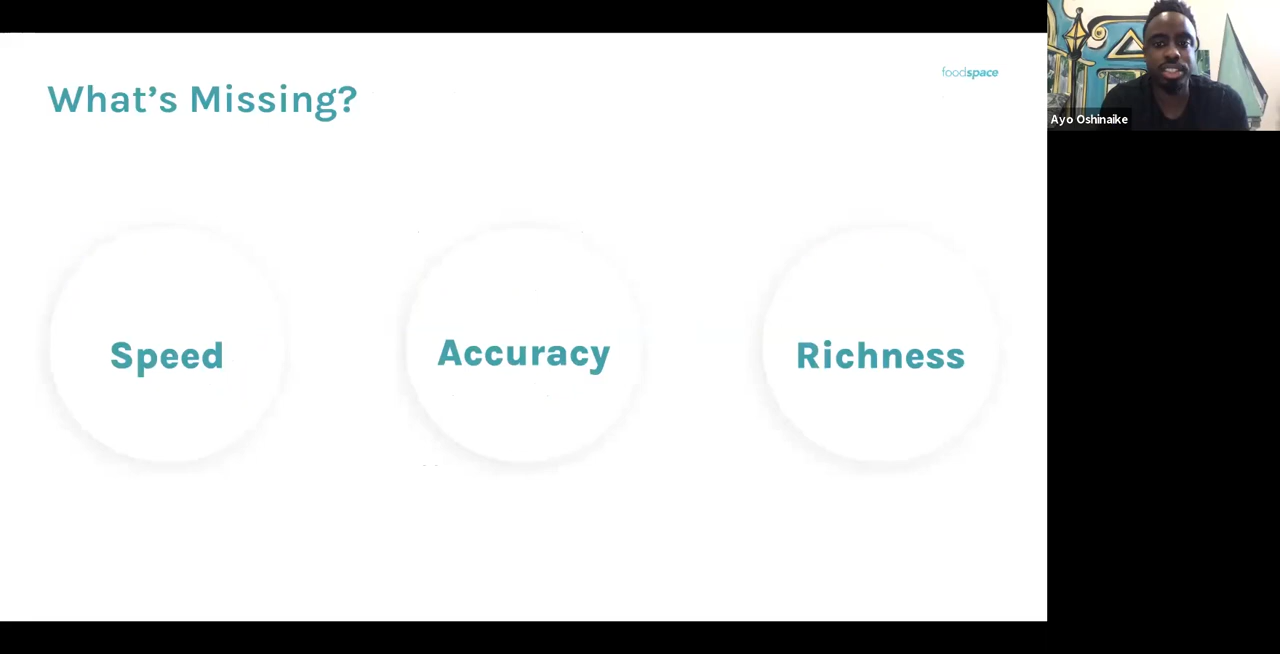 foodspace
What's Missing?
Speed
Accuracy
Richness
Ayo Oshinaike